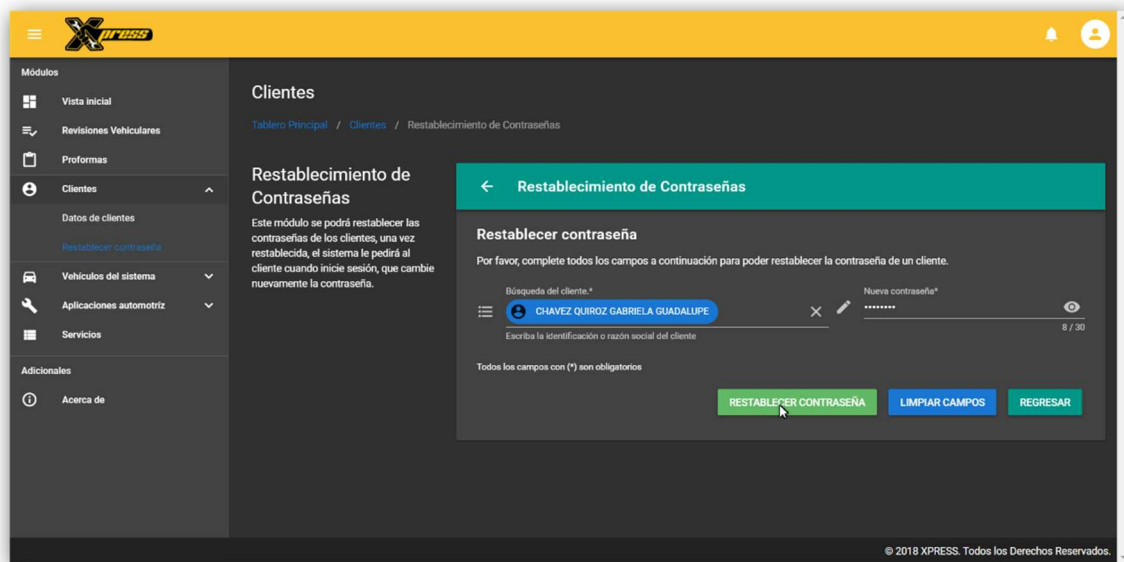 Xpress
Módulos
Vista inicial
Revisiones Vehiculares
Proformas
Clientes
Datos de clientes
Restablecer contraseña
Vehículos del sistema
Aplicaciones automotríz
Servicios
Adicionales
Acerca de
Clientes
Tablero Principal / Clientes / Restablecimiento de Contraseñas
Restablecimiento de
Contraseñas
Este módulo se podrá restablecer las
contraseñas de los clientes, una vez
restablecida, el sistema le pedirá al
cliente cuando inicie sesión, que cambie
nuevamente la contraseña.
Restablecimiento de Contraseñas
Restablecer contraseña
Por favor, complete todos los campos a continuación para poder restablecer la contraseña de un cliente.
Búsqueda del cliente.*
CHAVEZ QUIROZ GABRIELA GUADALUPE
Escriba la identificación o razón social del cliente
Nueva contraseña*
••••••••
8 / 30
Todos los campos con (*) son obligatorios
RESTABLECER CONTRASEÑA
LIMPIAR CAMPOS
REGRESAR
© 2018 XPRESS. Todos los Derechos Reservados.